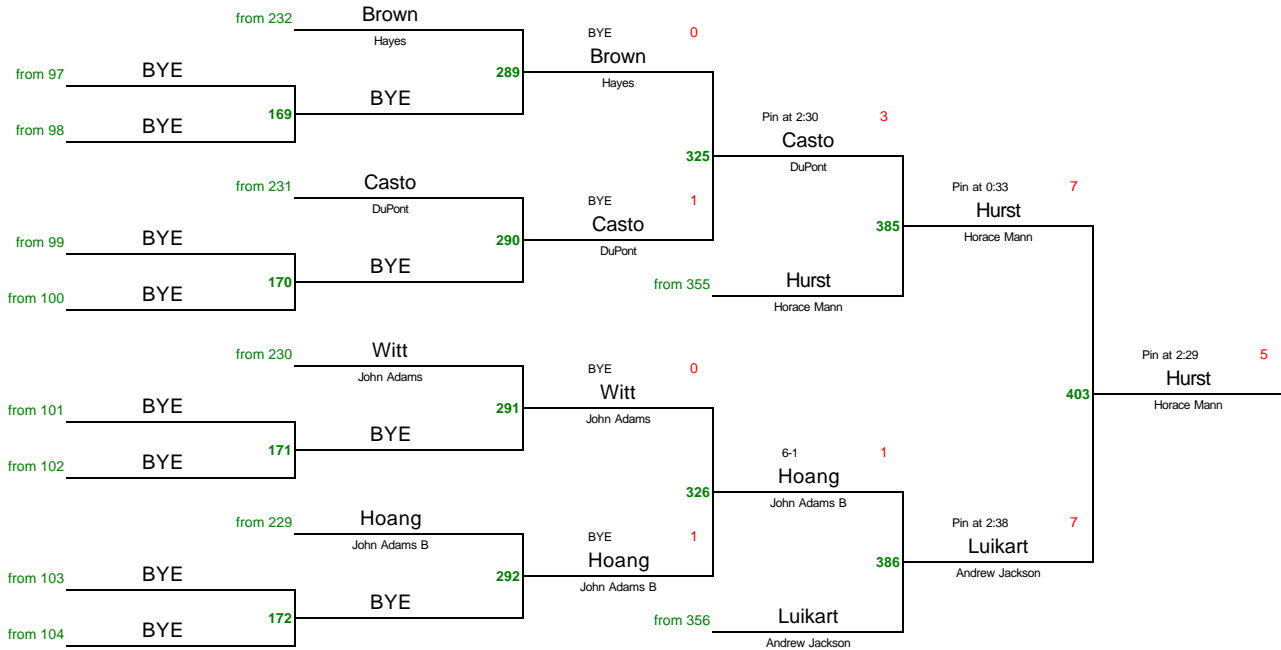 from 232
Brown
Hayes
BYE 0
Brown
Hayes
from 97
BYE
289
169
BYE
from 98
BYE
Pin at 2:30 3
Casto
DuPont
325
from 231
Casto
DuPont
BYE 1
Casto
DuPont
Pin at 0:33 7
Hurst
Horace Mann
385
from 99
BYE
290
170
BYE
from 100
BYE
from 355
Hurst
Horace Mann
from 230
Witt
John Adams
BYE 0
Witt
John Adams
Pin at 2:29 5
Hurst
Horace Mann
403
from 101
BYE
291
171
BYE
from 102
BYE
6-1 1
Hoang
John Adams B
326
from 229
Hoang
John Adams B
BYE 1
Hoang
John Adams B
Pin at 2:38 7
Luikart
Andrew Jackson
386
from 103
BYE
292
172
BYE
from 104
BYE
from 356
Luikart
Andrew Jackson